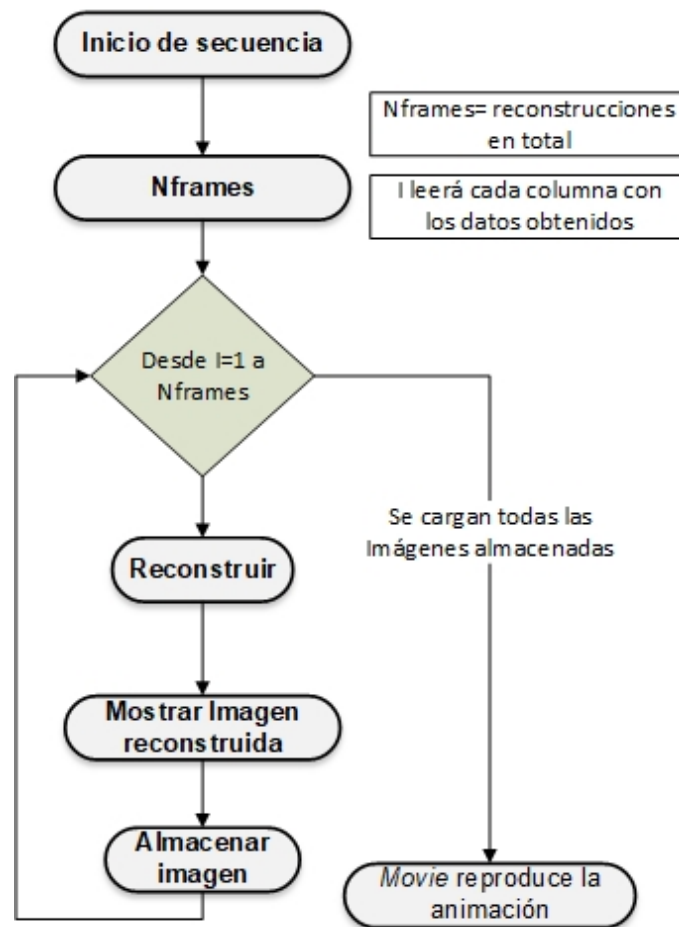 Inicio de secuencia
Nframes= reconstrucciones
en total
Nframes
I leerá cada columna con
los datos obtenidos
Desde I=1 a
Nframes
Se cargan todas las
Imágenes almacenadas
Reconstruir
Mostrar Imagen
reconstruida
Almacenar
imagen
Movie reproduce la
animación